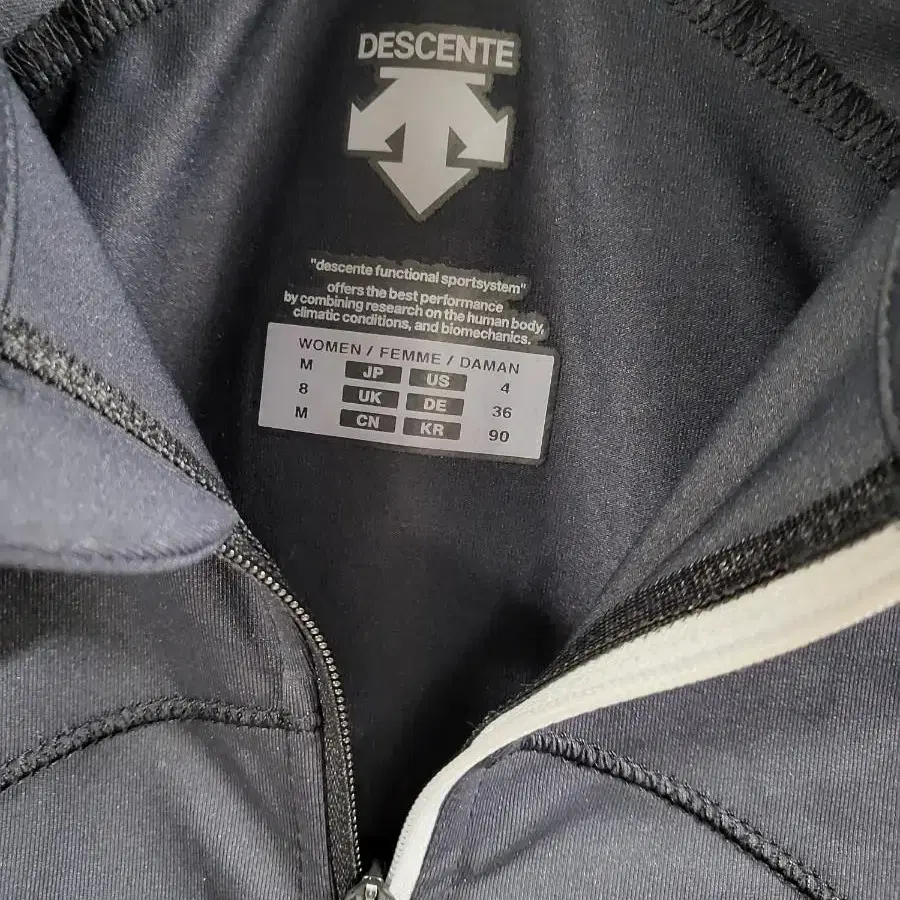 DESCENTE
"descente functional sportsystem"
offers the best performance
by combining research on the human body,
climatic conditions, and biomechanics.
WOMEN / FEMME / DAMAN
M JP US 4
8 UK DE 36
M CN KR 90